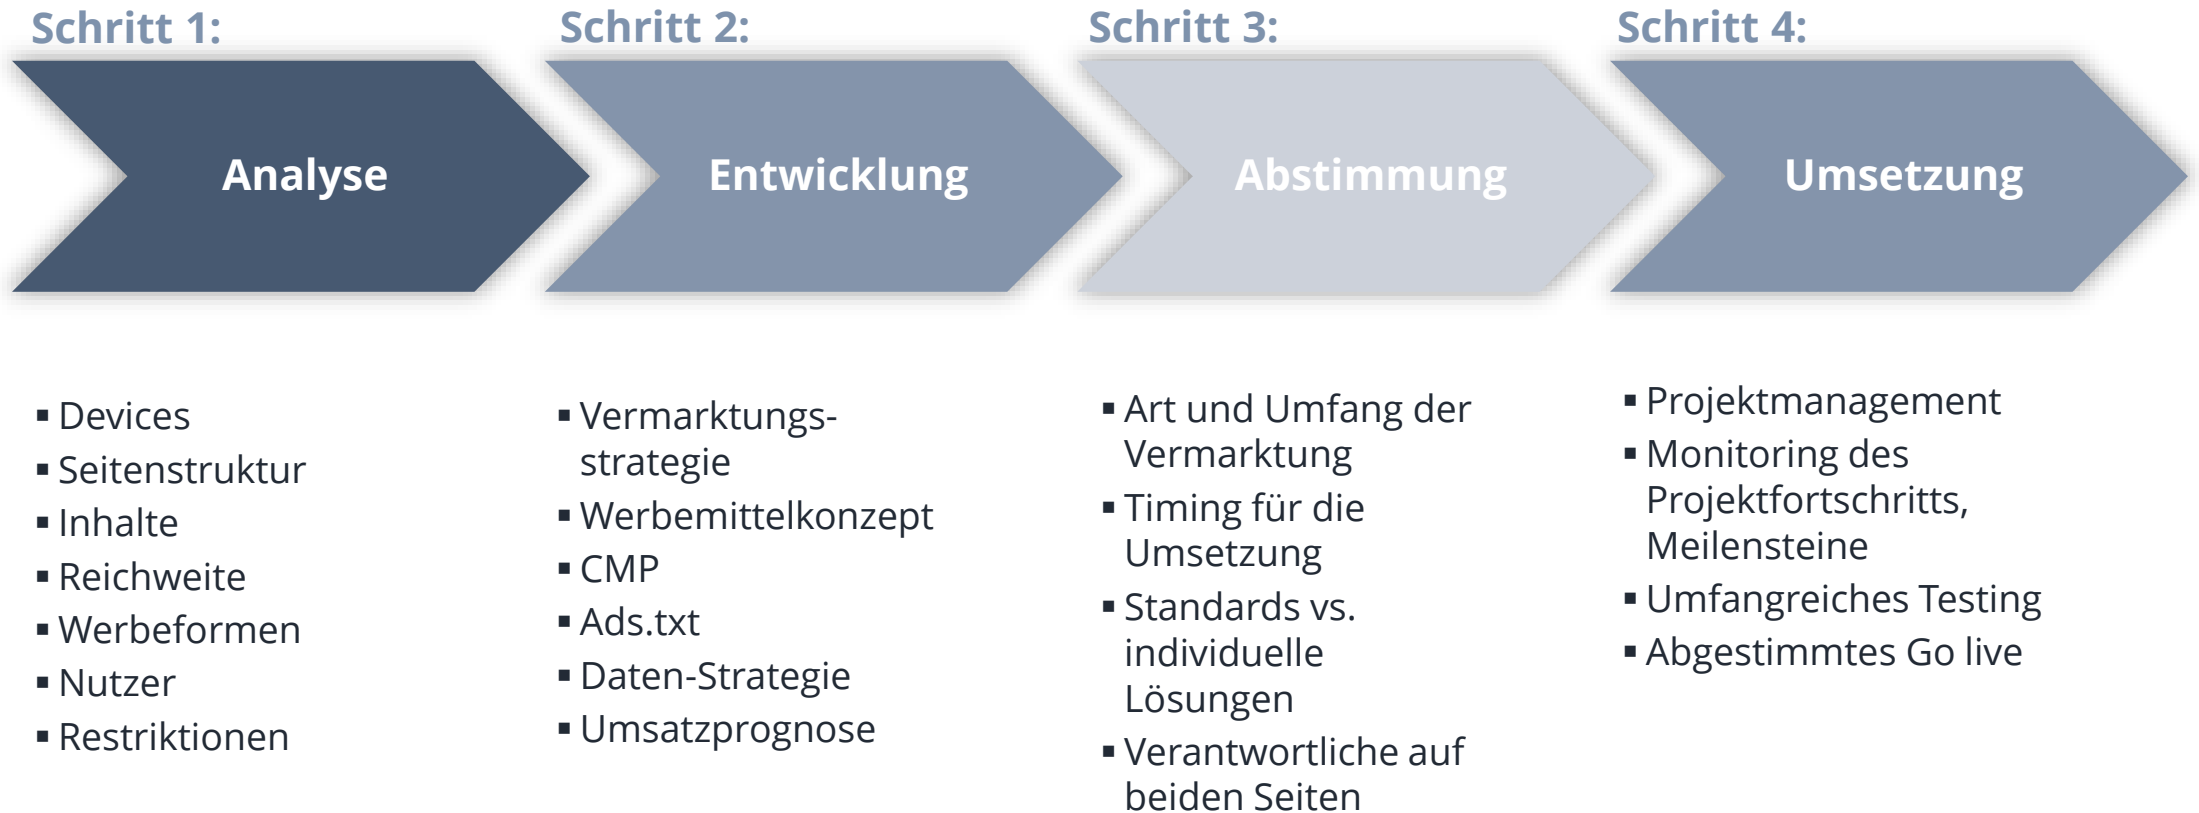 Schritt 1:
Analyse
▪ Devices
▪ Seitenstruktur
▪ Inhalte
▪ Reichweite
▪ Werbeformen
▪ Nutzer
▪ Restriktionen
Schritt 2:
Entwicklung
▪ Vermarktungs-
strategie
▪ Werbemittelkonzept
▪ CMP
▪ Ads.txt
▪ Daten-Strategie
▪ Umsatzprognose
Schritt 3:
Abstimmung
▪ Art und Umfang der
Vermarktung
▪ Timing für die
Umsetzung
▪ Standards vs.
individuelle
Lösungen
▪ Verantwortliche auf
beiden Seiten
Schritt 4:
Umsetzung
▪ Projektmanagement
▪ Monitoring des
Projektfortschritts,
Meilensteine
▪ Umfangreiches Testing
▪ Abgestimmtes Go live